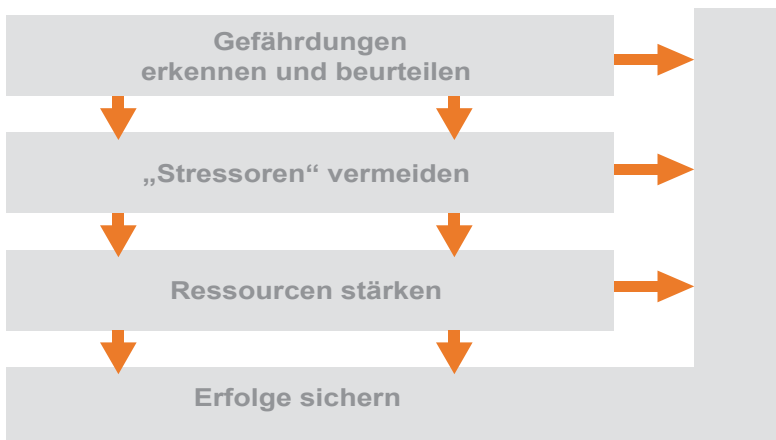 Gefährdungen
erkennen und beurteilen
„Stressoren“ vermeiden
Ressourcen stärken
Erfolge sichern